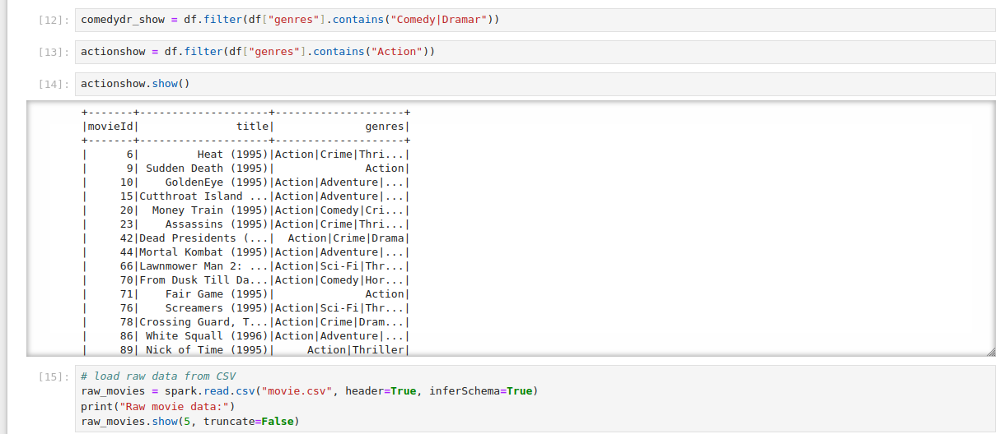 [12]: comedydr_show = df.filter(df["genres"].contains("Comedy|Dramar"))
[13]: actionshow = df.filter(df["genres"].contains("Action"))
[14]: actionshow.show()
+-------+--------------------+--------------------+
|movieId|               title|              genres|
+-------+--------------------+--------------------+
|      6|         Heat (1995)|Action|Crime|Thri...|
|      9| Sudden Death (1995)|              Action|
|     10|    GoldenEye (1995)|Action|Adventure|...|
|     15|Cutthroat Island ...|Action|Adventure|...|
|     20|  Money Train (1995)|Action|Comedy|Cri...|
|     23|    Assassins (1995)|Action|Crime|Thri...|
|     42|Dead Presidents (...|  Action|Crime|Drama|
|     44|Mortal Kombat (1995)|Action|Adventure|...|
|     66|Lawnmower Man 2: ...|Action|Sci-Fi|Thr...|
|     70|From Dusk Till Da...|Action|Comedy|Hor...|
|     71|    Fair Game (1995)|              Action|
|     76|    Screamers (1995)|Action|Sci-Fi|Thr...|
|     78|Crossing Guard, T...|Action|Crime|Dram...|
|     86| White Squall (1996)|Action|Adventure|...|
|     89| Nick of Time (1995)|     Action|Thriller|
[15]: # load raw data from CSV
raw_movies = spark.read.csv("movie.csv", header=True, inferSchema=True)
print("Raw movie data:")
raw_movies.show(5, truncate=False)